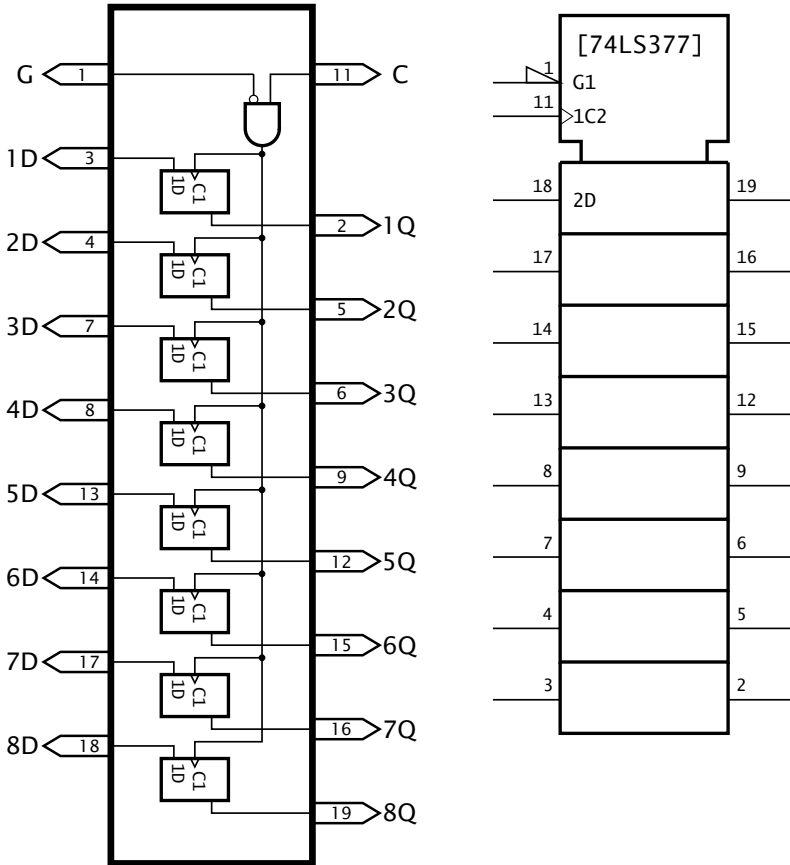 G 1 11 C
1D 3
1D C1
2 1Q
2D 4
1D C1
5 2Q
3D 7
1D C1
6 3Q
4D 8
1D C1
9 4Q
5D 13
1D C1
12 5Q
6D 14
1D C1
15 6Q
7D 17
1D C1
16 7Q
8D 18
1D C1
19 8Q
[74LS377]
1 G1
11 1C2
18 2D 19
17 16
14 15
13 12
8 9
7 6
4 5
3 2